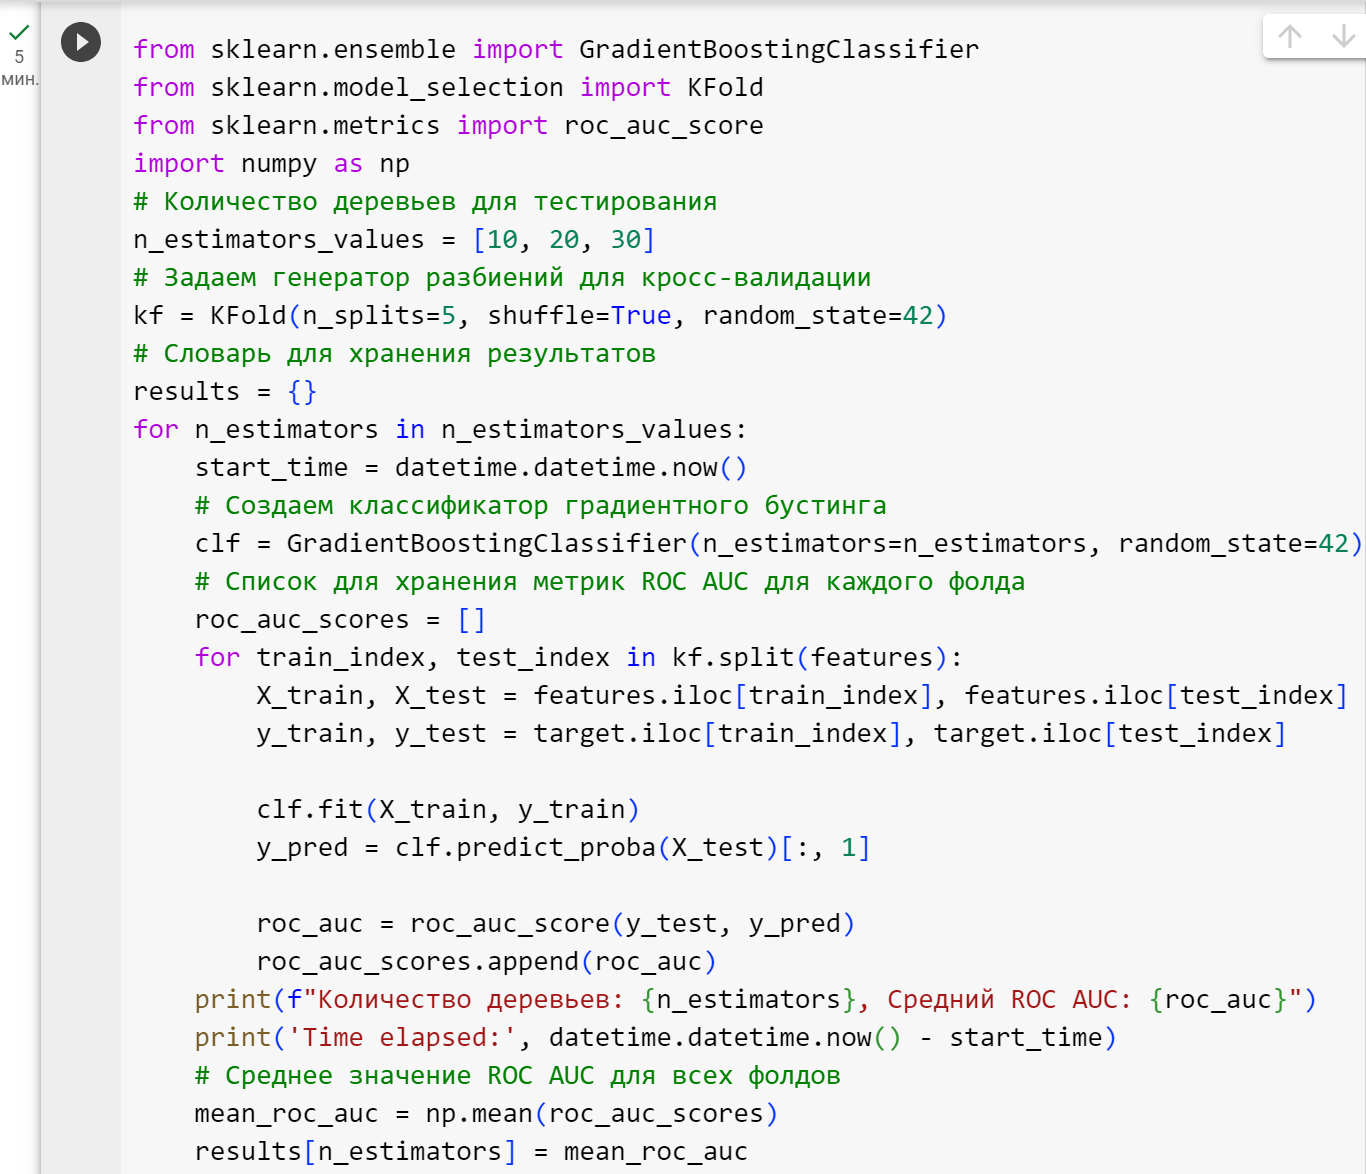 5
мин.
from sklearn.ensemble import GradientBoostingClassifier
from sklearn.model_selection import KFold
from sklearn.metrics import roc_auc_score
import numpy as np
# Количество деревьев для тестирования
n_estimators_values = [10, 20, 30]
# Задаем генератор разбиений для кросс-валидации
kf = KFold(n_splits=5, shuffle=True, random_state=42)
# Словарь для хранения результатов
results = {}
for n_estimators in n_estimators_values:
    start_time = datetime.datetime.now()
    # Создаем классификатор градиентного бустинга
    clf = GradientBoostingClassifier(n_estimators=n_estimators, random_state=42)
    # Список для хранения метрик ROC AUC для каждого фолда
    roc_auc_scores = []
    for train_index, test_index in kf.split(features):
        X_train, X_test = features.iloc[train_index], features.iloc[test_index]
        y_train, y_test = target.iloc[train_index], target.iloc[test_index]
        clf.fit(X_train, y_train)
        y_pred = clf.predict_proba(X_test)[:, 1]
        roc_auc = roc_auc_score(y_test, y_pred)
        roc_auc_scores.append(roc_auc)
    print(f"Количество деревьев: {n_estimators}, Средний ROC AUC: {roc_auc}")
    print('Time elapsed:', datetime.datetime.now() - start_time)
    # Среднее значение ROC AUC для всех фолдов
    mean_roc_auc = np.mean(roc_auc_scores)
    results[n_estimators] = mean_roc_auc